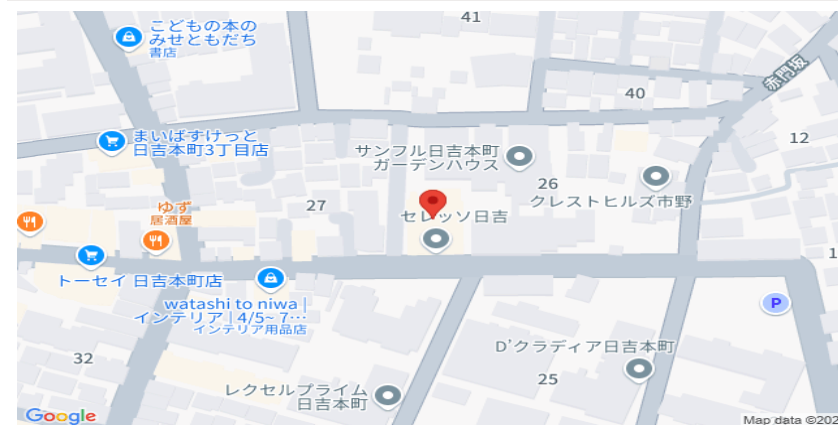 41
こどもの本の
みせともだち
書店
赤門坂
40
まいばすけっと
日吉本町3丁目店
12
サンフル日吉本町
ガーデンハウス
26
クレストヒルズ市野
ゆず
居酒屋
27
セレッソ日吉
トーセイ 日吉本町店
watashi to niwa |
インテリア | 4/5~ 7…
インテリア用品店
P
D'クラディア日吉本町
32
25
レクセルプライム
日吉本町
Google
Map data ©202